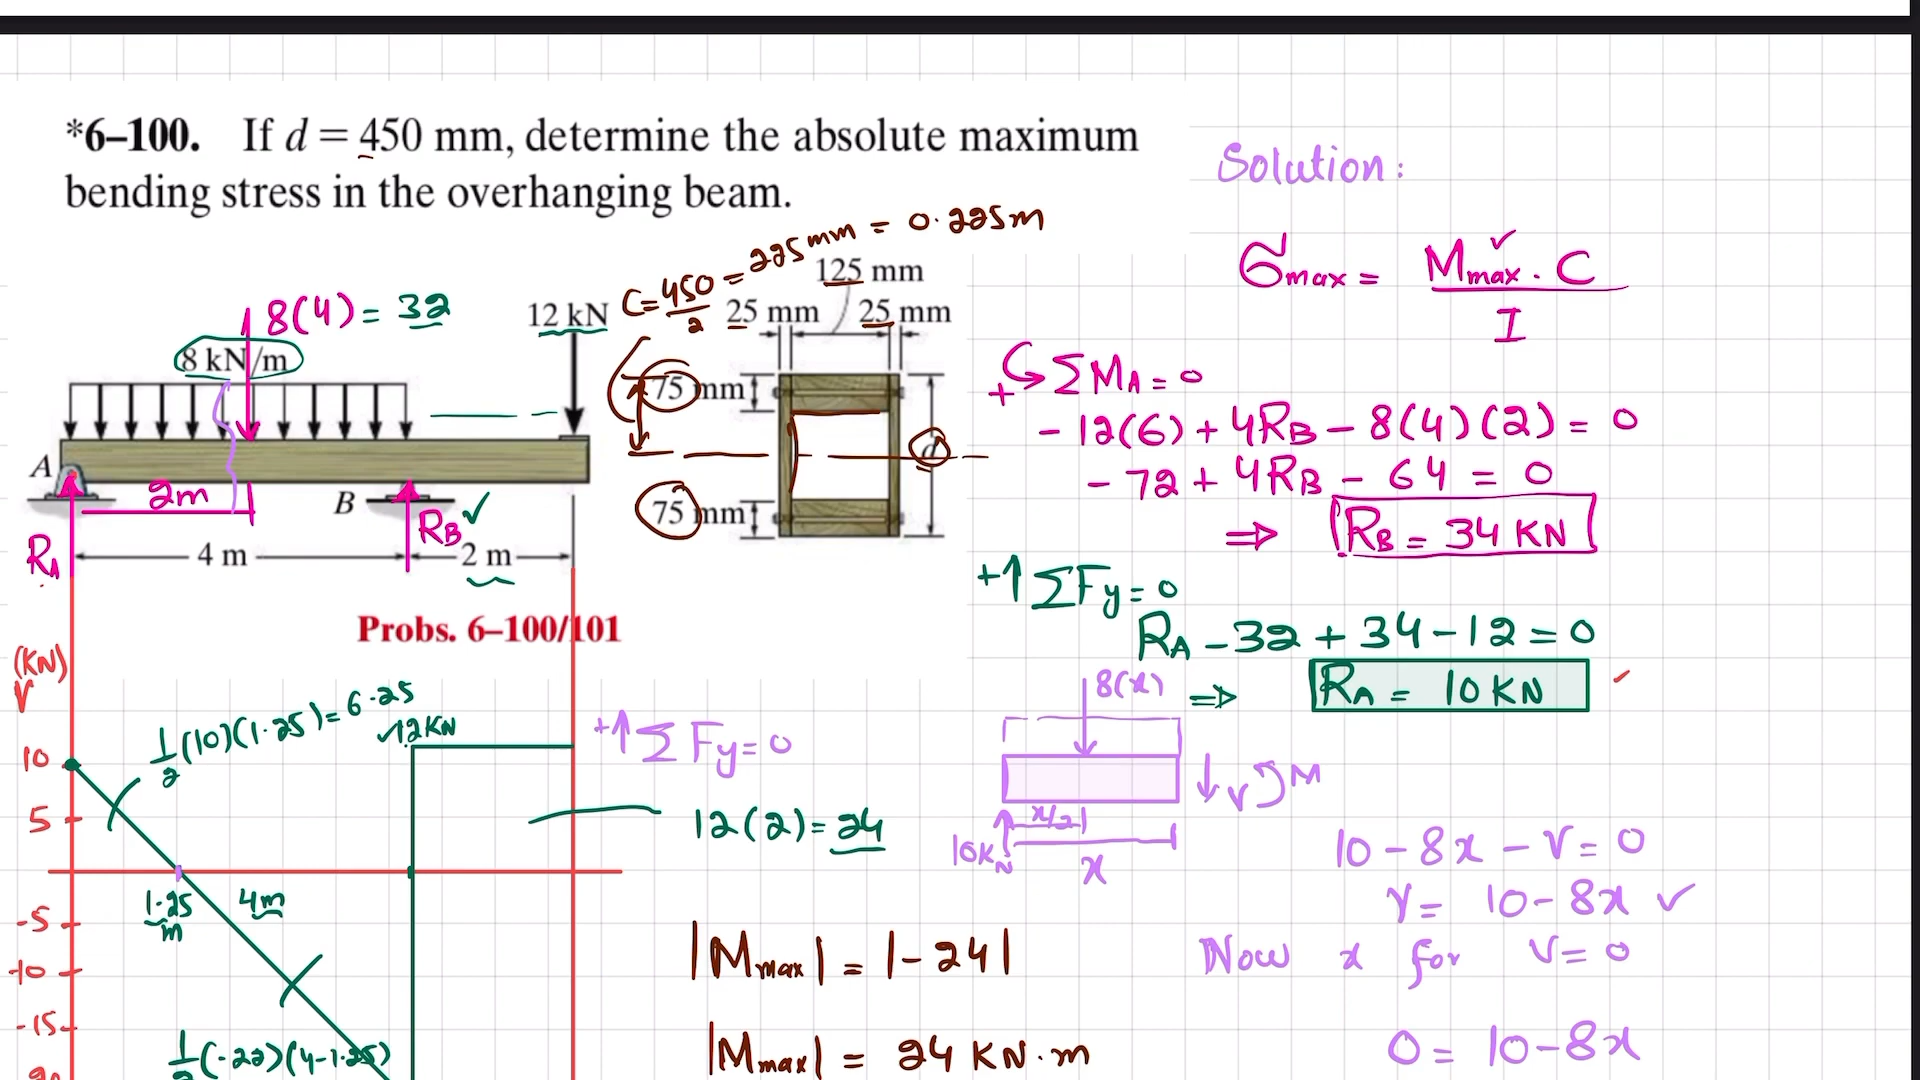 *6–100. If d = 450 mm, determine the absolute maximum
bending stress in the overhanging beam.
C = 450/2 = 225 mm = 0.225m
8(4) = 32
8 kN/m
12 kN
125 mm
25 mm
25 mm
75 mm
75 mm
d
A
2m
B
RB ✓
RA
4 m
2 m
Probs. 6–100/101
Solution:
σmax = Mmax · C / I
+ ΣMA = 0
- 12(6) + 4RB - 8(4)(2) = 0
- 72 + 4RB - 64 = 0
⇒ RB = 34 KN
+↑ ΣFy = 0
RA - 32 + 34 - 12 = 0
⇒ RA = 10 KN
(KN)
V
10
5
-5
-10
-15
1/2(10)(1.25) = 6.25
12KN
1.25
m
4m
1/2(-22)(4-1.25)
+↑ Σ Fy = 0
12(2) = 24
|Mmax| = |-24|
|Mmax| = 24 KN·m
8(x)
V
M
x/2
10KN
x
10 - 8x - V = 0
V = 10 - 8x ✓
Now x for V = 0
0 = 10 - 8x